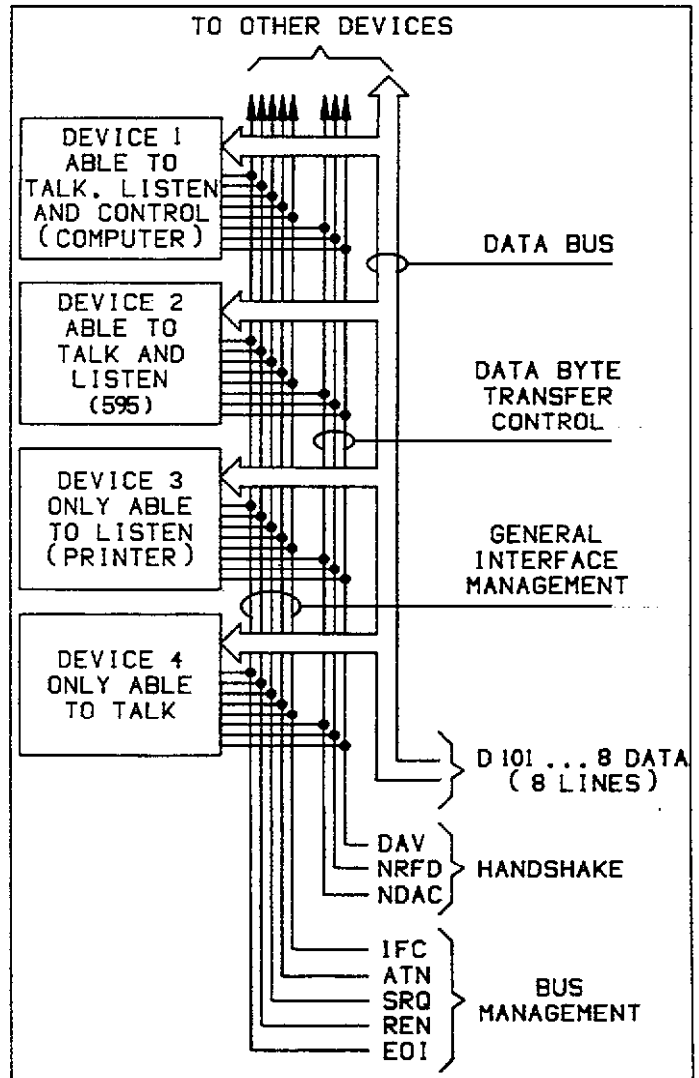 TO OTHER DEVICES
DEVICE 1
ABLE TO
TALK, LISTEN
AND CONTROL
(COMPUTER)
DATA BUS
DEVICE 2
ABLE TO
TALK AND
LISTEN
(595)
DATA BYTE
TRANSFER
CONTROL
DEVICE 3
ONLY ABLE
TO LISTEN
(PRINTER)
GENERAL
INTERFACE
MANAGEMENT
DEVICE 4
ONLY ABLE
TO TALK
D101 ... 8 DATA
(8 LINES)
DAV
NRFD
NDAC
HANDSHAKE
IFC
ATN
SRQ
REN
EOI
BUS
MANAGEMENT